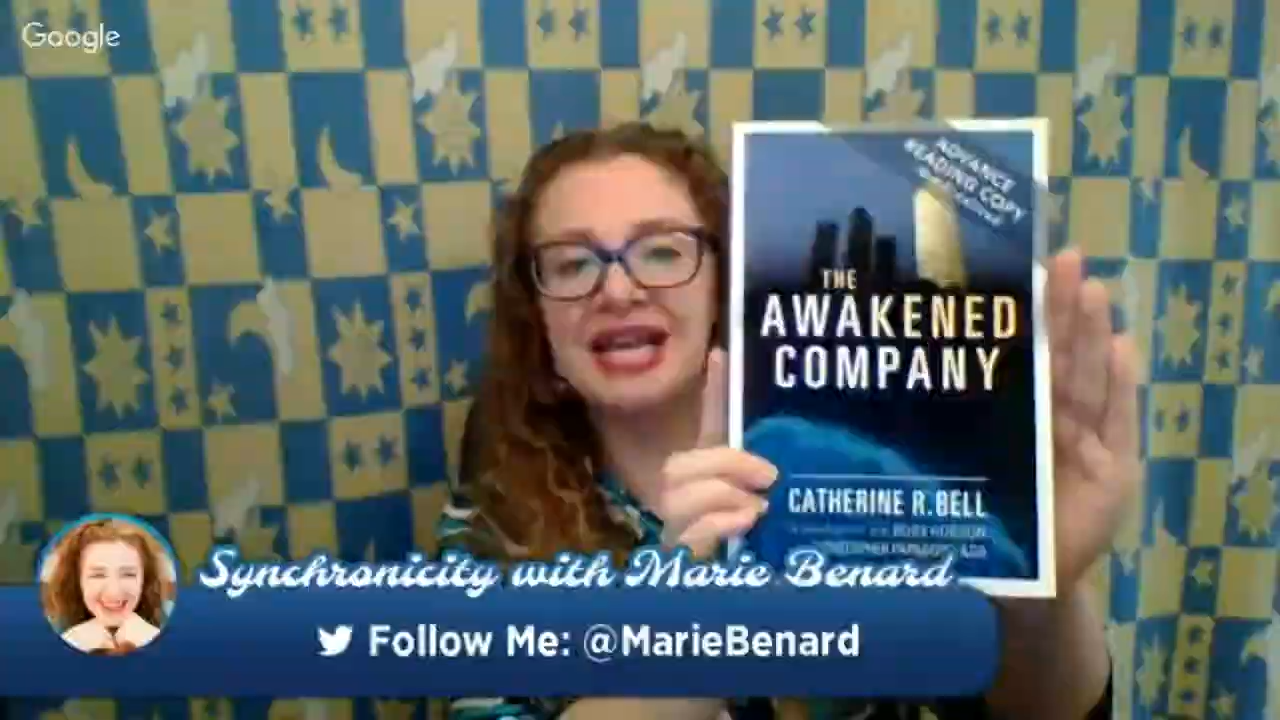 Google
ADVANCE
READING COPY
THE
AWAKENED
COMPANY
CATHERINE R. BELL
Synchronicity with Marie Benard
Follow Me: @MarieBenard